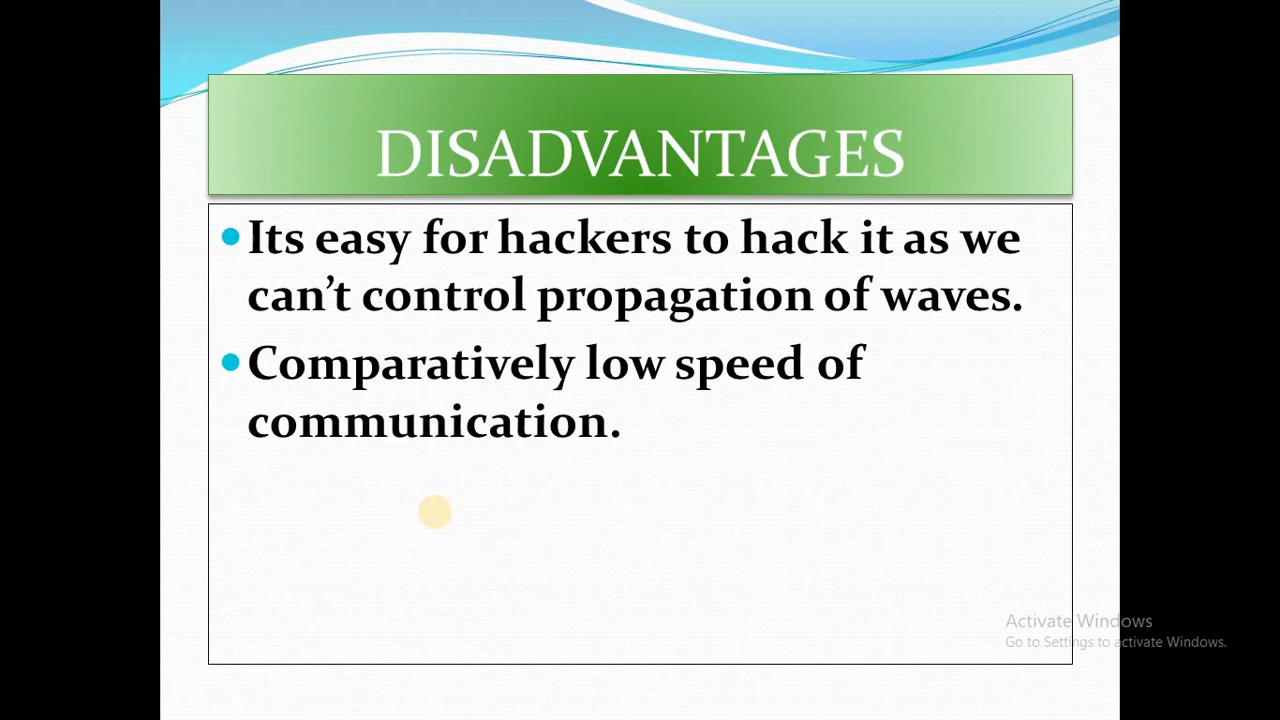 DISADVANTAGES
Its easy for hackers to hack it as we
can’t control propagation of waves.
Comparatively low speed of
communication.
Activate Windows
Go to Settings to activate Windows.